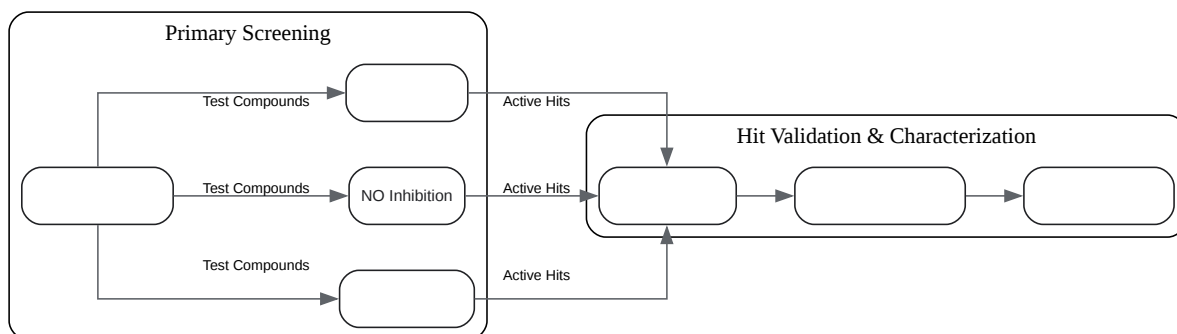 Primary Screening
Test Compounds
Active Hits
Hit Validation & Characterization
Test Compounds
NO Inhibition
Active Hits
Test Compounds
Active Hits